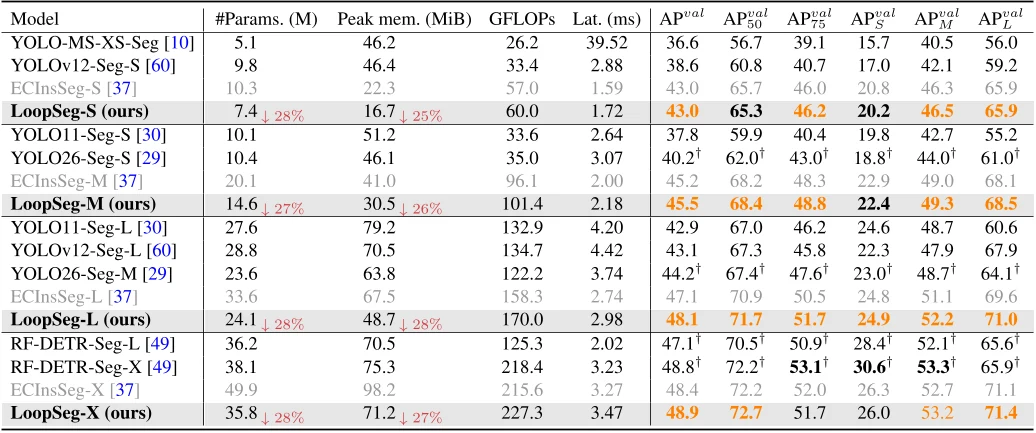 Model #Params. (M) Peak mem. (MiB) GFLOPs Lat. (ms) AP^val AP^val_50 AP^val_75 AP^val_S AP^val_M AP^val_L
YOLO-MS-XS-Seg [10] 5.1 46.2 26.2 39.52 36.6 56.7 39.1 15.7 40.5 56.0
YOLOv12-Seg-S [60] 9.8 46.4 33.4 2.88 38.6 60.8 40.7 17.0 42.1 59.2
ECInsSeg-S [37] 10.3 22.3 57.0 1.59 43.0 65.7 46.0 20.8 46.3 65.9
LoopSeg-S (ours) 7.4↓28% 16.7↓25% 60.0 1.72 43.0 65.3 46.2 20.2 46.5 65.9
YOLO11-Seg-S [30] 10.1 51.2 33.6 2.64 37.8 59.9 40.4 19.8 42.7 55.2
YOLO26-Seg-S [29] 10.4 46.1 35.0 3.07 40.2† 62.0† 43.0† 18.8† 44.0† 61.0†
ECInsSeg-M [37] 20.1 41.0 96.1 2.00 45.2 68.2 48.3 22.9 49.0 68.1
LoopSeg-M (ours) 14.6↓27% 30.5↓26% 101.4 2.18 45.5 68.4 48.8 22.4 49.3 68.5
YOLO11-Seg-L [30] 27.6 79.2 132.9 4.20 42.9 67.0 46.2 24.6 48.7 60.6
YOLOv12-Seg-L [60] 28.8 70.5 134.7 4.42 43.1 67.3 45.8 22.3 47.9 67.9
YOLO26-Seg-M [29] 23.6 63.8 122.2 3.74 44.2† 67.4† 47.6† 23.0† 48.7† 64.1†
ECInsSeg-L [37] 33.6 67.5 158.3 2.74 47.1 70.9 50.5 24.8 51.1 69.6
LoopSeg-L (ours) 24.1↓28% 48.7↓28% 170.0 2.98 48.1 71.7 51.7 24.9 52.2 71.0
RF-DETR-Seg-L [49] 36.2 70.5 125.3 2.02 47.1† 70.5† 50.9† 28.4† 52.1† 65.6†
RF-DETR-Seg-X [49] 38.1 75.3 218.4 3.23 48.8† 72.2† 53.1† 30.6† 53.3† 65.9†
ECInsSeg-X [37] 49.9 98.2 215.6 3.27 48.4 72.2 52.0 26.3 52.7 71.1
LoopSeg-X (ours) 35.8↓28% 71.2↓27% 227.3 3.47 48.9 72.7 51.7 26.0 53.2 71.4